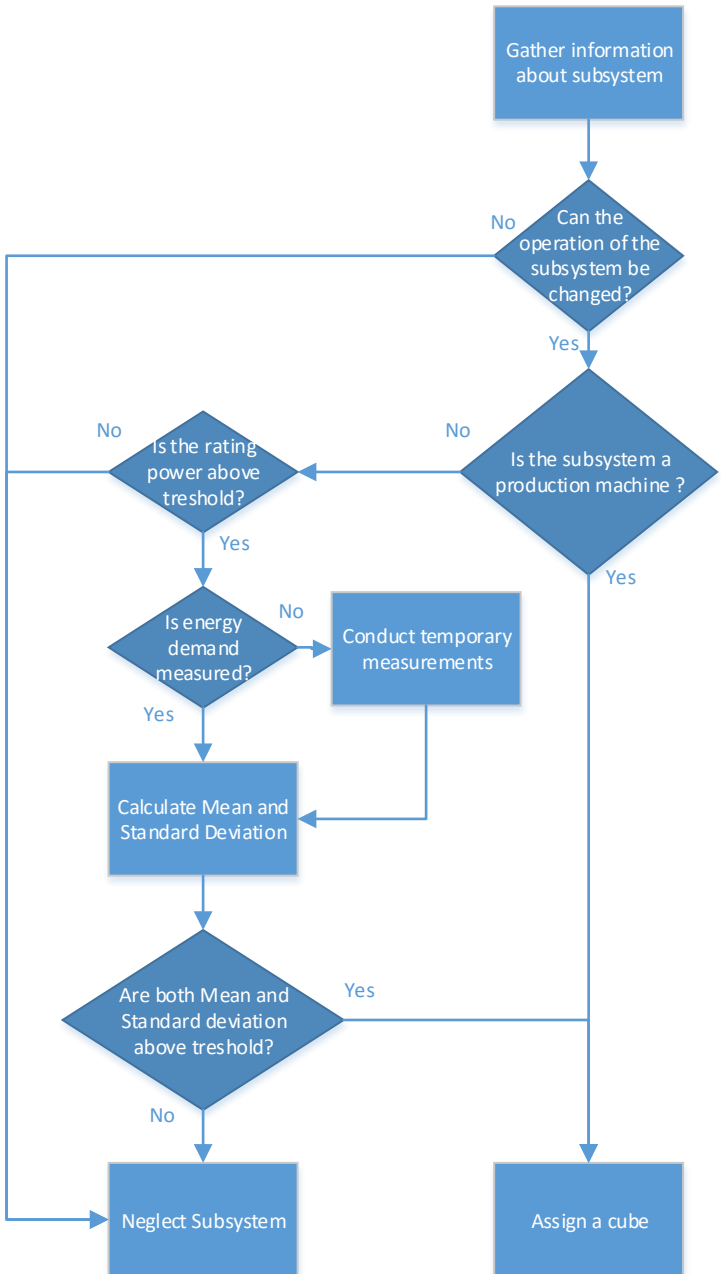 Gather information
about subsystem
No
Can the
operation of the
subsystem be
changed?
Yes
No
Is the rating
power above
treshold?
No
Is the subsystem a
production machine ?
Yes
Yes
Is energy
demand
measured?
No
Conduct temporary
measurements
Yes
Calculate Mean and
Standard Deviation
Are both Mean and
Standard deviation
above treshold?
Yes
No
Neglect Subsystem
Assign a cube